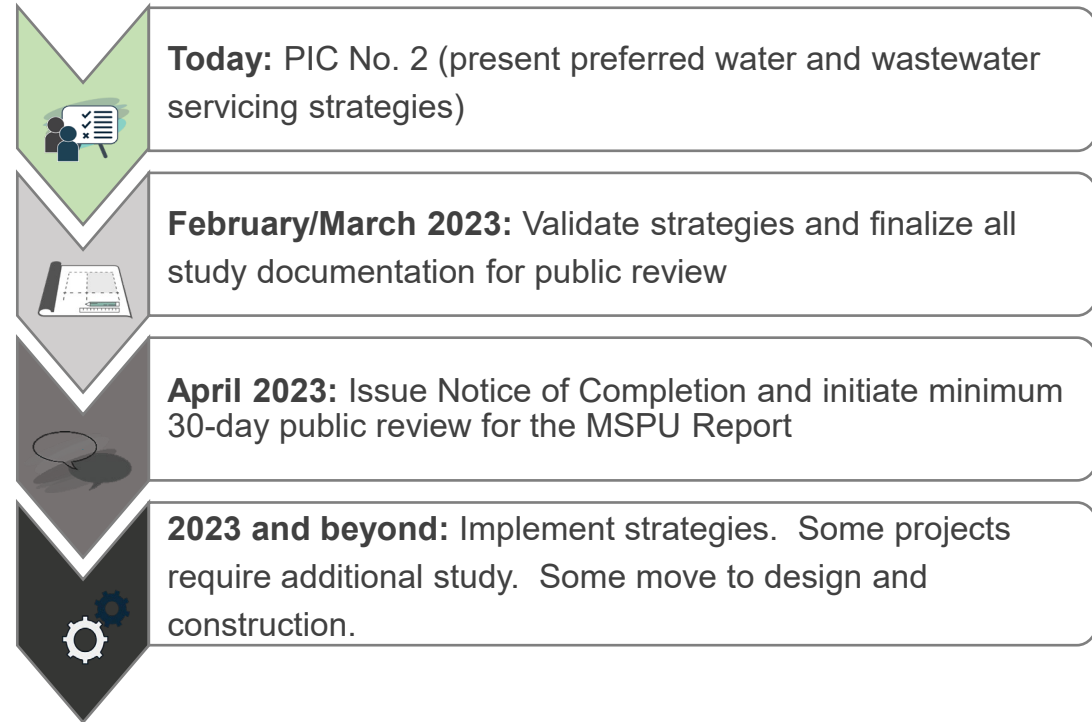 Today: PIC No. 2 (present preferred water and wastewater
servicing strategies)
February/March 2023: Validate strategies and finalize all
study documentation for public review
April 2023: Issue Notice of Completion and initiate minimum
30-day public review for the MSPU Report
2023 and beyond: Implement strategies.  Some projects
require additional study.  Some move to design and
construction.